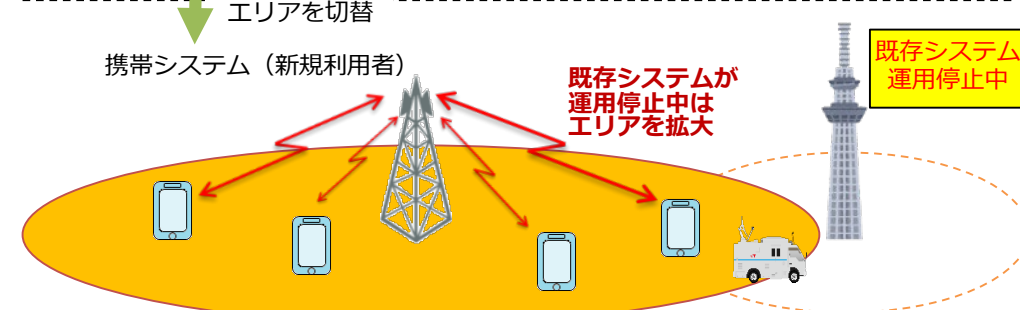 エリアを切替
携帯システム（新規利用者）
既存システムが
運用停止中は
エリアを拡大
既存システム
運用停止中